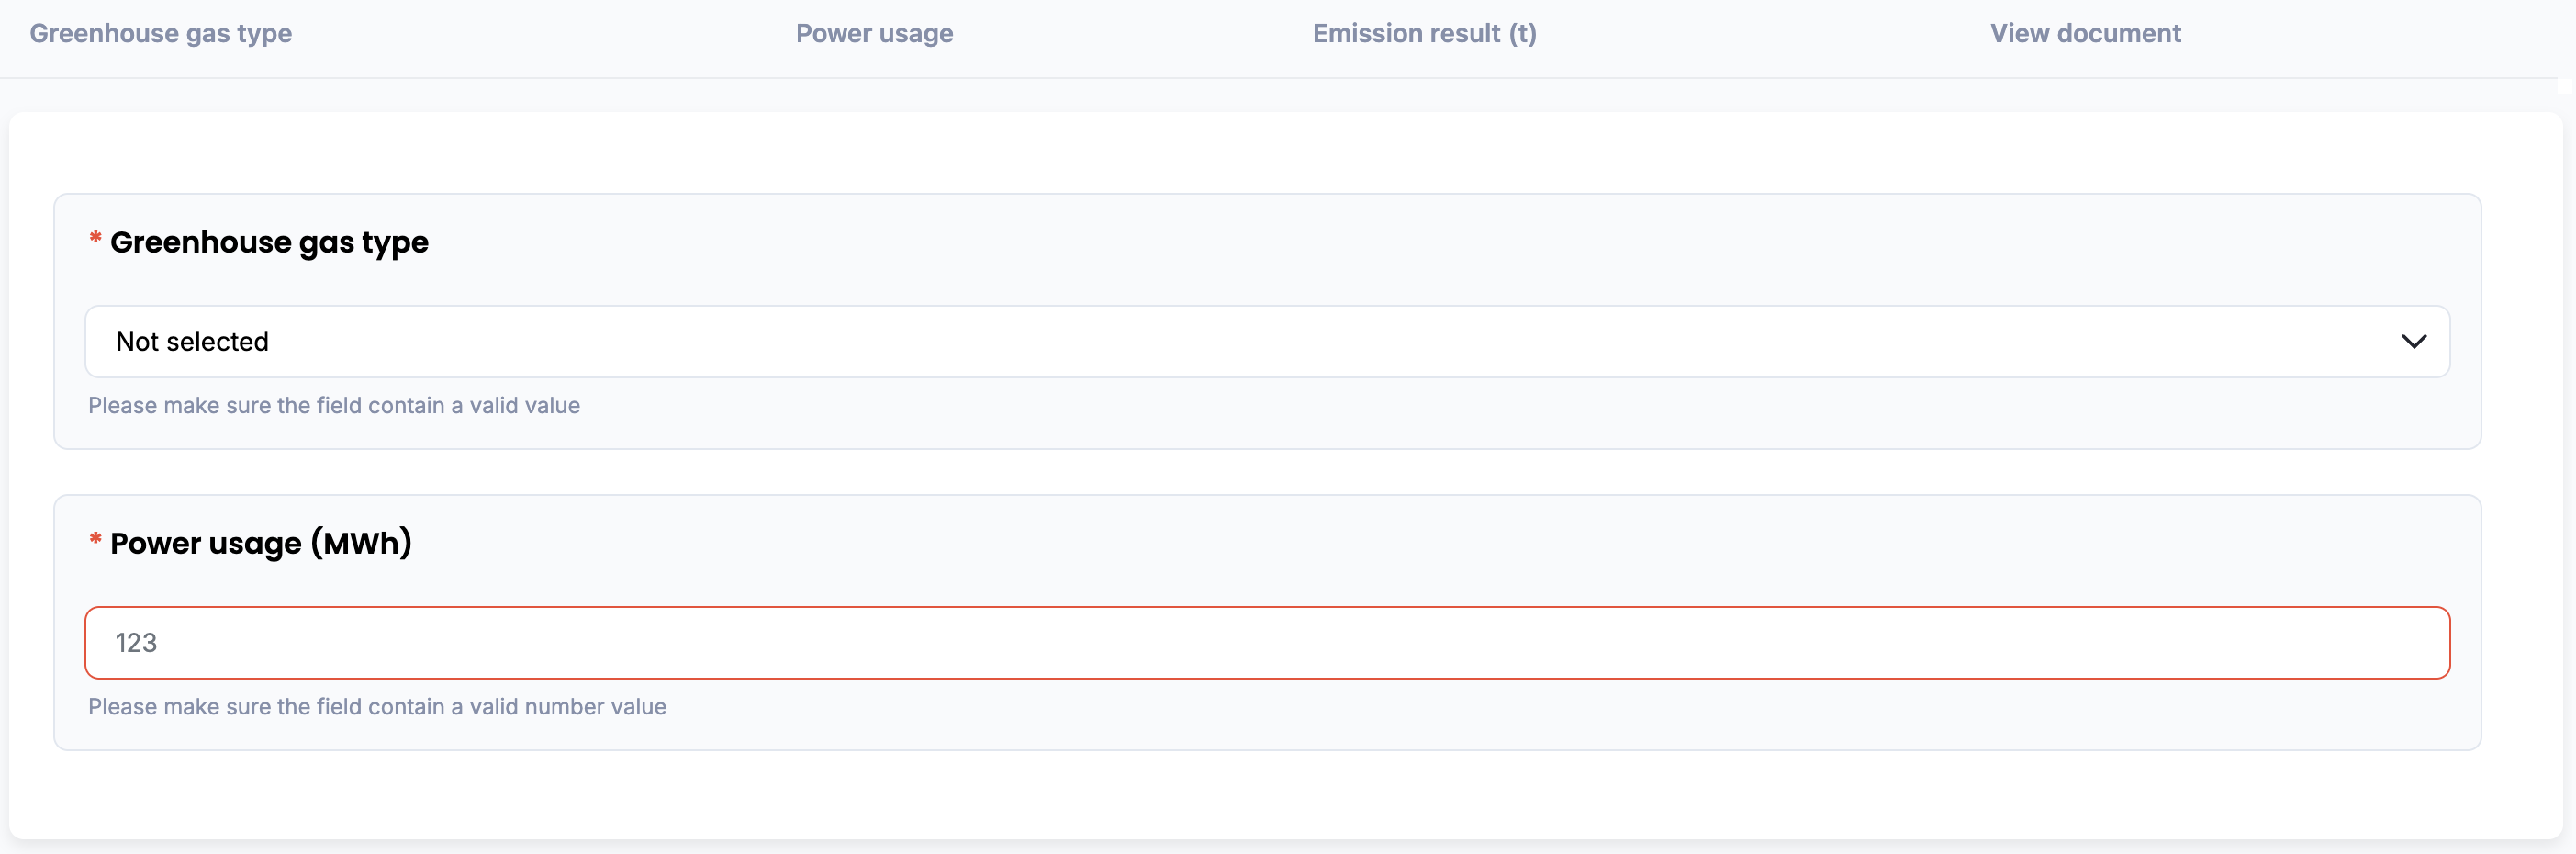 Greenhouse gas type Power usage Emission result (t) View document
* Greenhouse gas type
Not selected
Please make sure the field contain a valid value
* Power usage (MWh)
123
Please make sure the field contain a valid number value